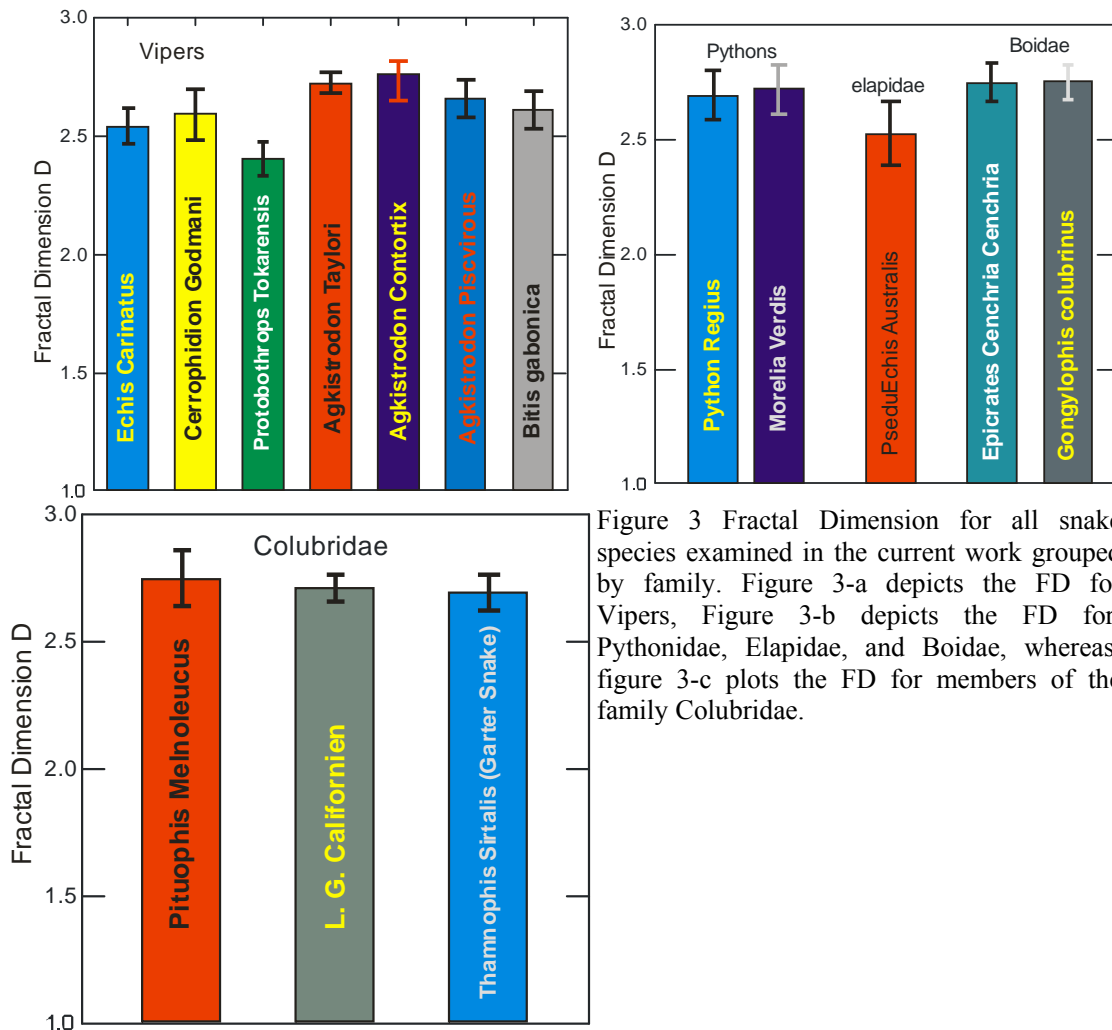 3.0
Vipers
2.5
2.0
1.5
1.0
Fractal Dimension D
Echis Carinatus
Cerrophidion Godmani
Protobothrops Tokarensis
Agkistrodon Taylori
Agkistrodon Contortix
Agkistrodon Piscvirous
Bitis gabonica
3.0
Pythons
elapidae
Boidae
2.5
2.0
1.5
1.0
Fractal Dimension D
Python Regius
Morelia Verdis
PseduEchis Australis
Epicrates Cenchria Cenchria
Gongylophis colubrinus
3.0
Colubridae
2.5
2.0
1.5
1.0
Fractal Dimension D
Pituophis Melnoleucus
L. G. Californien
Thamnophis Sirtalis (Garter Snake)
Figure 3 Fractal Dimension for all snake
species examined in the current work grouped
by family. Figure 3-a depicts the FD fo
Vipers, Figure 3-b depicts the FD for
Pythonidae, Elapidae, and Boidae, whereas
figure 3-c plots the FD for members of the
family Colubridae.